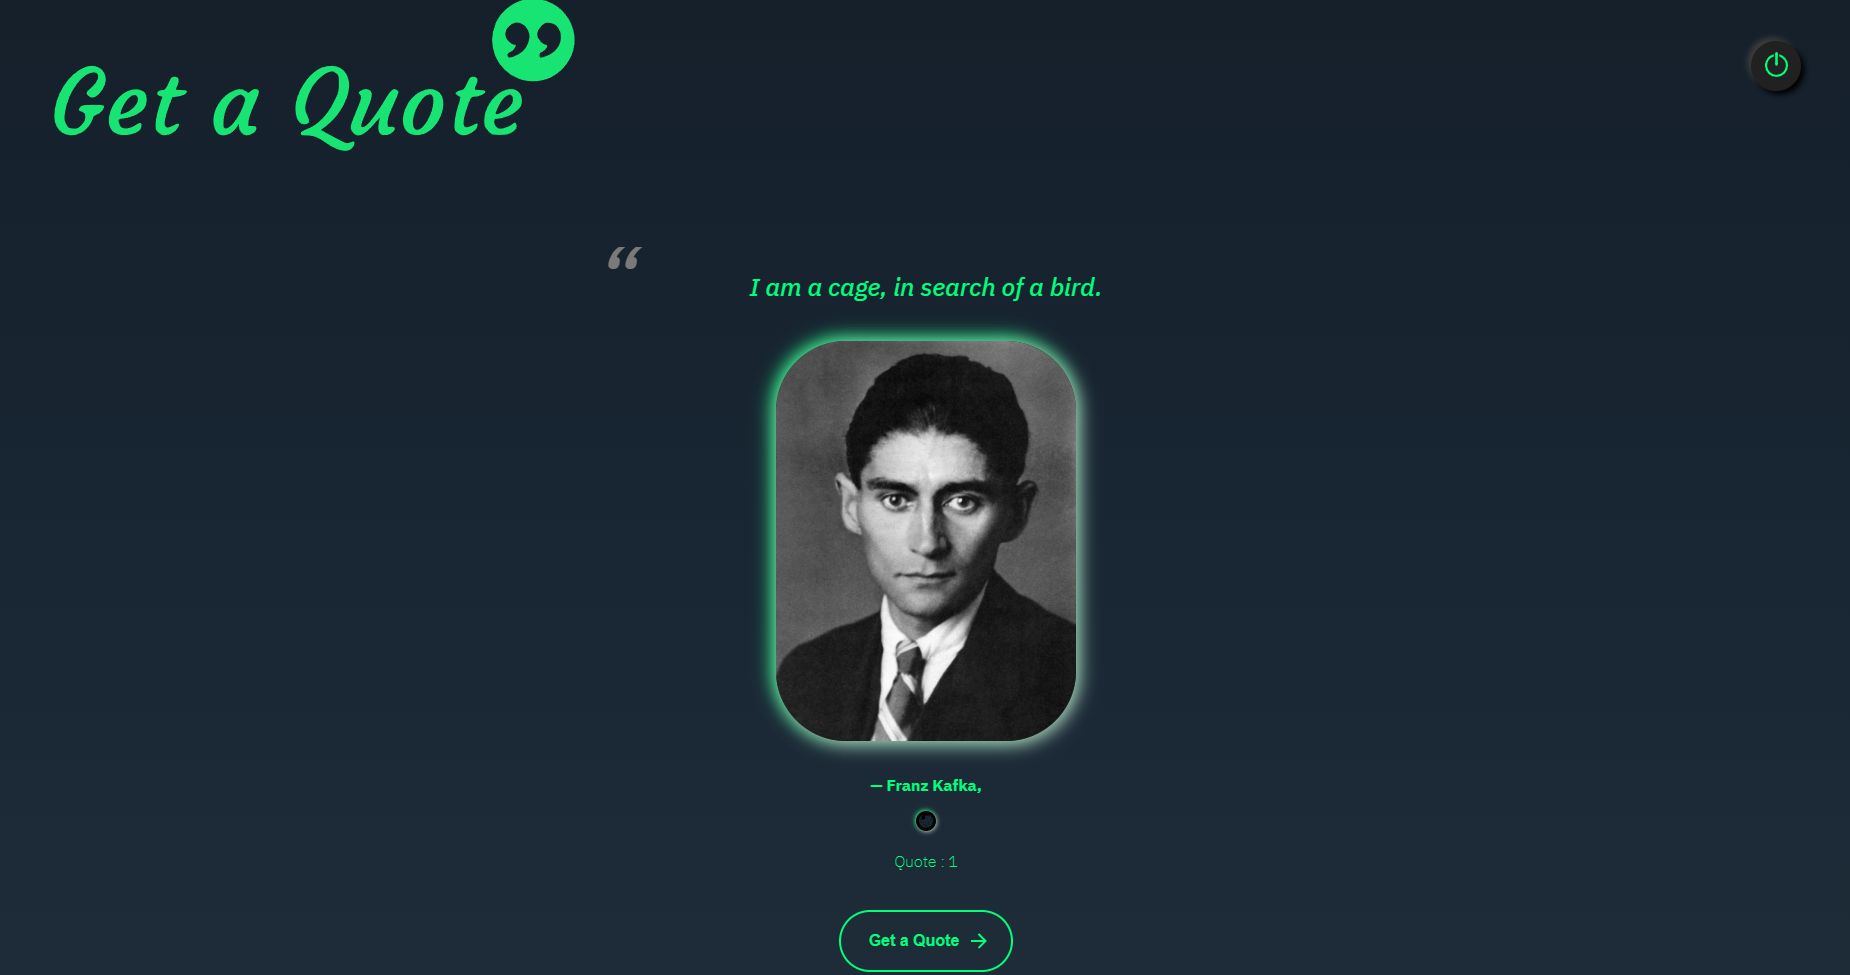 Get a Quote ”
“
I am a cage, in search of a bird.
— Franz Kafka,
Quote : 1
Get a Quote →